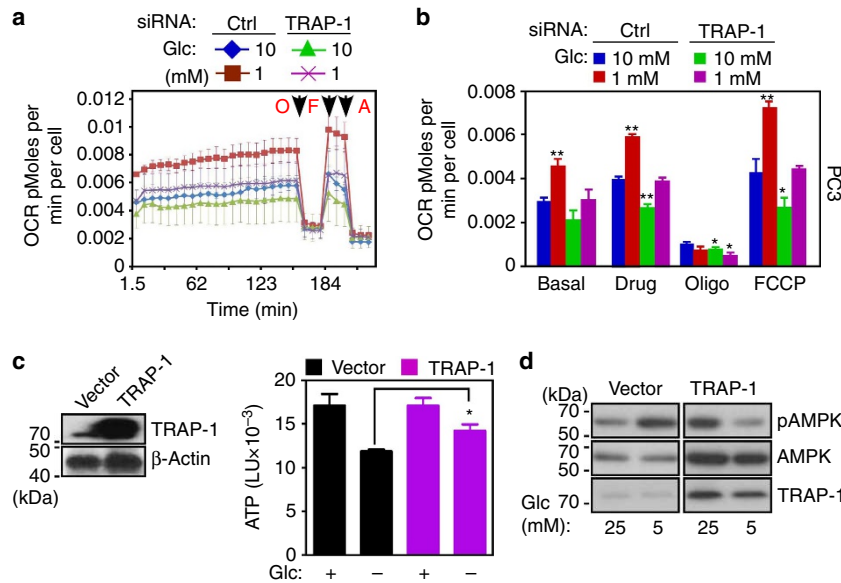 a
siRNA: Ctrl TRAP-1
Glc: 10 10
(mM) 1 1
OCR pMoles per
min per cell
0.012
0.01
0.008
0.006
0.004
0.002
0
O F A
1.5 62 123 184
Time (min)
b
siRNA: Ctrl TRAP-1
Glc: 10 mM 10 mM
1 mM 1 mM
OCR pMoles per
min per cell
0.008
0.006
0.004
0.002
0
** ** ** * * ** *
Basal Drug Oligo FCCP
PC3
c
Vector TRAP-1
70
TRAP-1
50
40
β-Actin
(kDa)
Vector TRAP-1
ATP (LU×10⁻³)
20
15
10
5
0
*
Glc: + – + –
d
(kDa) Vector TRAP-1
70
50
pAMPK
70
50
AMPK
70
TRAP-1
Glc
(mM): 25 5 25 5